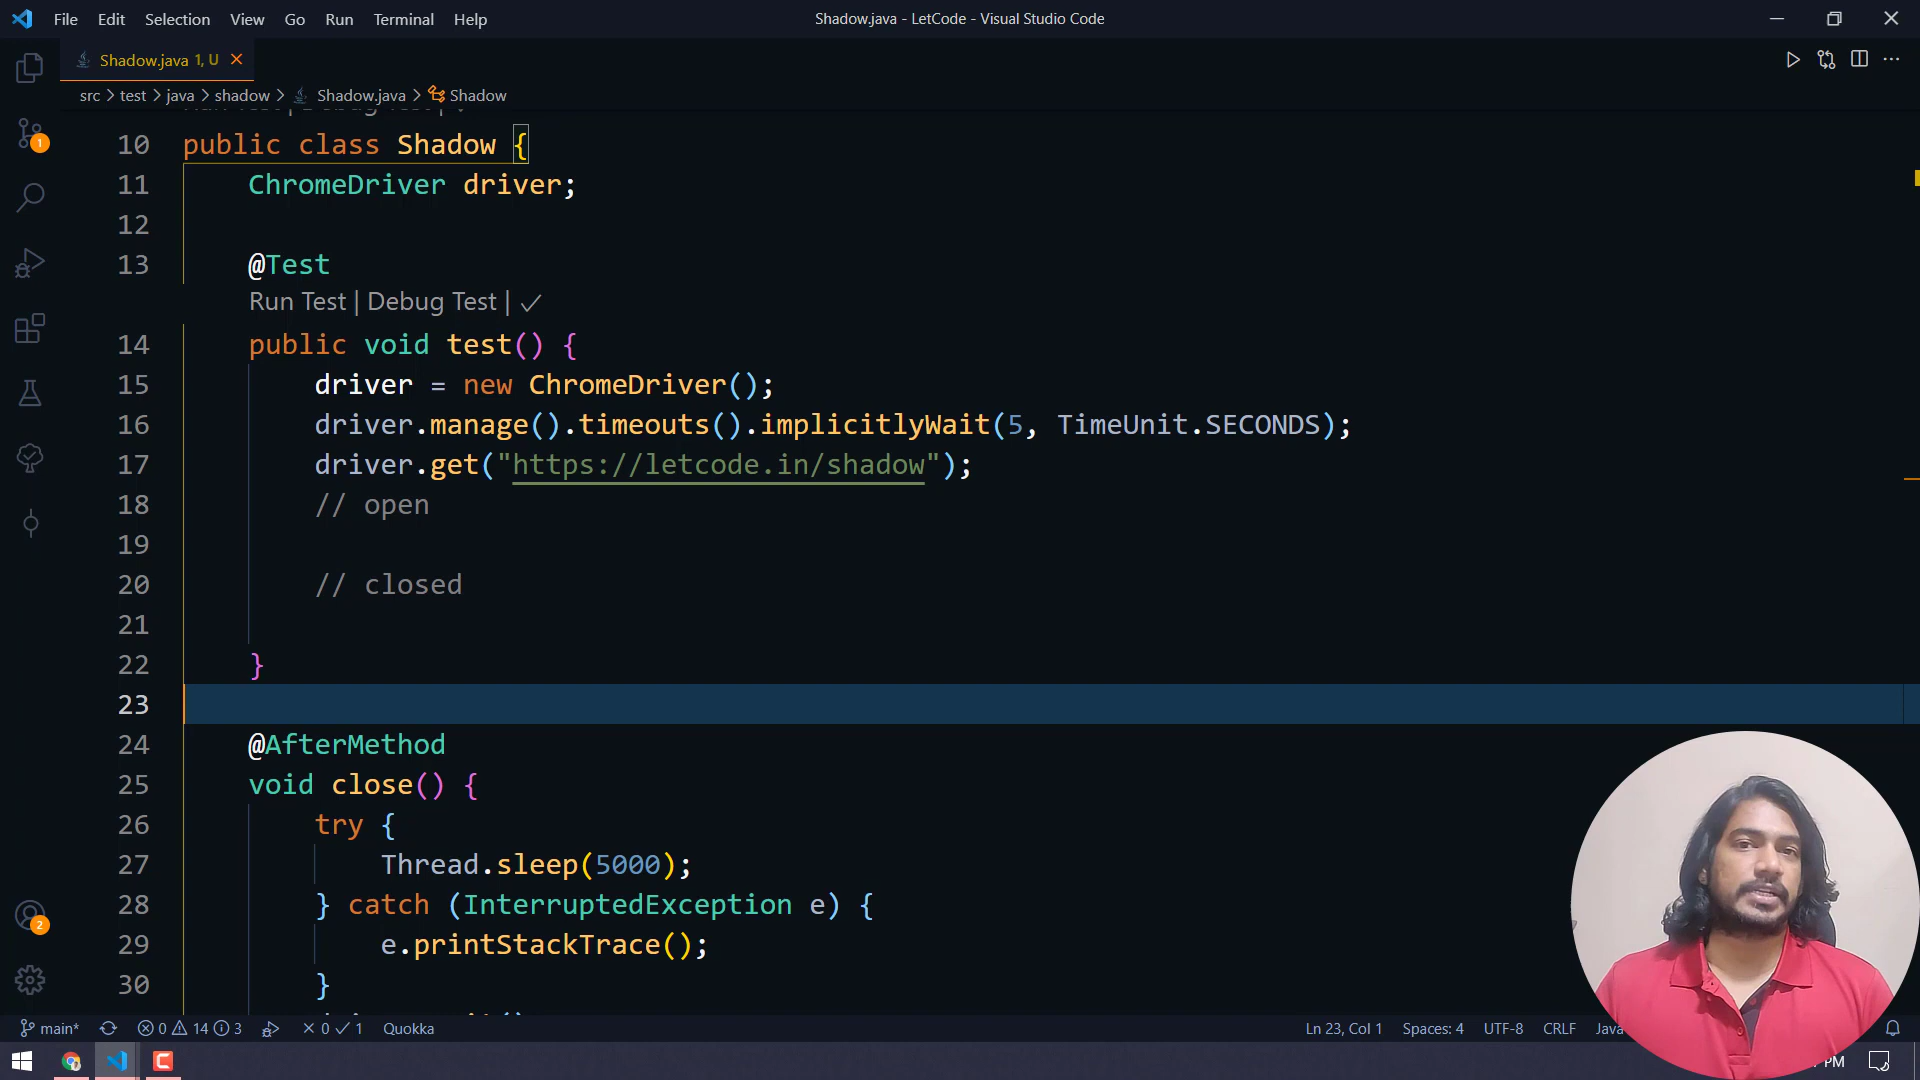 File Edit Selection View Go Run Terminal Help
Shadow.java - LetCode - Visual Studio Code
Shadow.java 1, U
src > test > java > shadow > Shadow.java > Shadow
10 public class Shadow {
11 ChromeDriver driver;
12
13 @Test
Run Test | Debug Test | ✓
14 public void test() {
15 driver = new ChromeDriver();
16 driver.manage().timeouts().implicitlyWait(5, TimeUnit.SECONDS);
17 driver.get("https://letcode.in/shadow");
18 // open
19
20 // closed
21
22 }
23
24 @AfterMethod
25 void close() {
26 try {
27 Thread.sleep(5000);
28 } catch (InterruptedException e) {
29 e.printStackTrace();
30 }
1
2
main* 0 14 3 0 1 Quokka Ln 23, Col 1 Spaces: 4 UTF-8 CRLF Java
PM